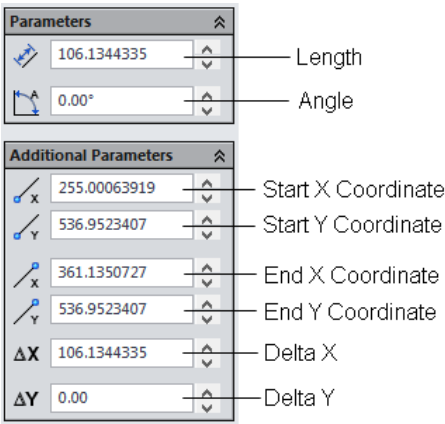 Parameters
106.1344335 Length
A 0.00° Angle
Additional Parameters
X 255.00063919 Start X Coordinate
Y 536.9523407 Start Y Coordinate
X 361.1350727 End X Coordinate
Y 536.9523407 End Y Coordinate
ΔX 106.1344335 Delta X
ΔY 0.00 Delta Y